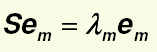 Se_m = λ_m e_m